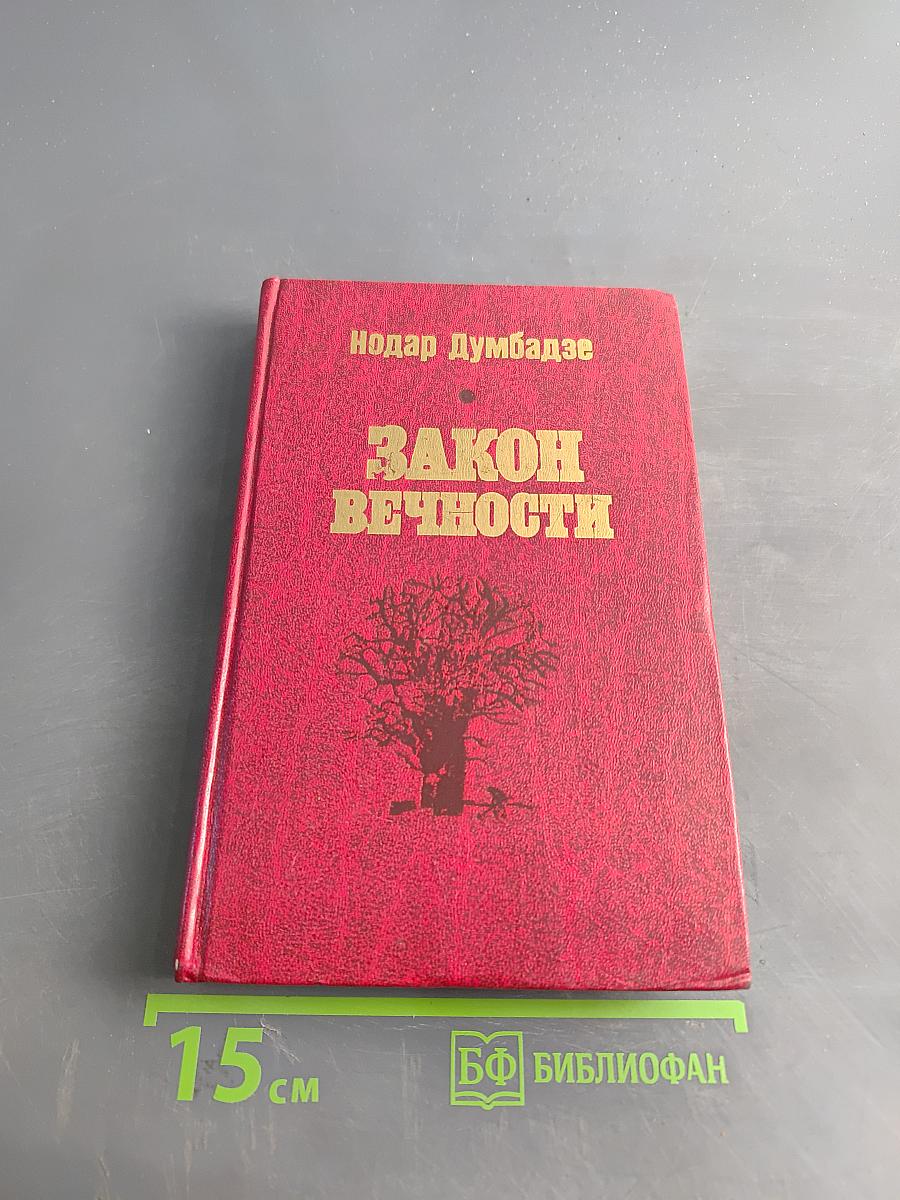 Нодар Думбадзе
ЗАКОН
ВЕЧНОСТИ
15 см
БФ БИБЛИОФАН